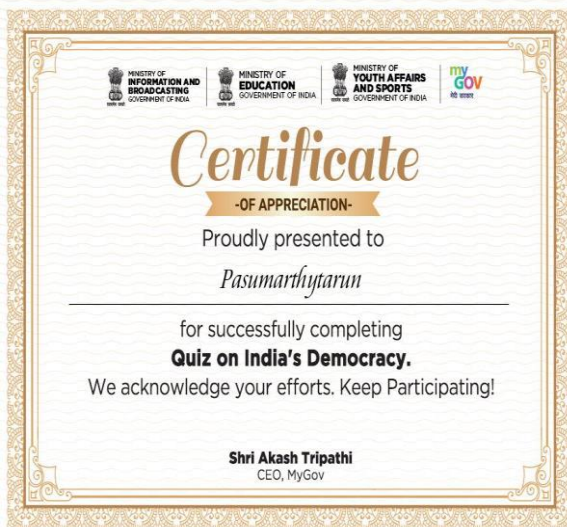 MINISTRY OF
INFORMATION AND
BROADCASTING
GOVERNMENT OF INDIA
MINISTRY OF
EDUCATION
GOVERNMENT OF INDIA
MINISTRY OF
YOUTH AFFAIRS
AND SPORTS
GOVERNMENT OF INDIA
my
GOV
मेरी सरकार
Certificate
-OF APPRECIATION-
Proudly presented to
Pasumarthytarun
for successfully completing
Quiz on India's Democracy.
We acknowledge your efforts. Keep Participating!
Shri Akash Tripathi
CEO, MyGov